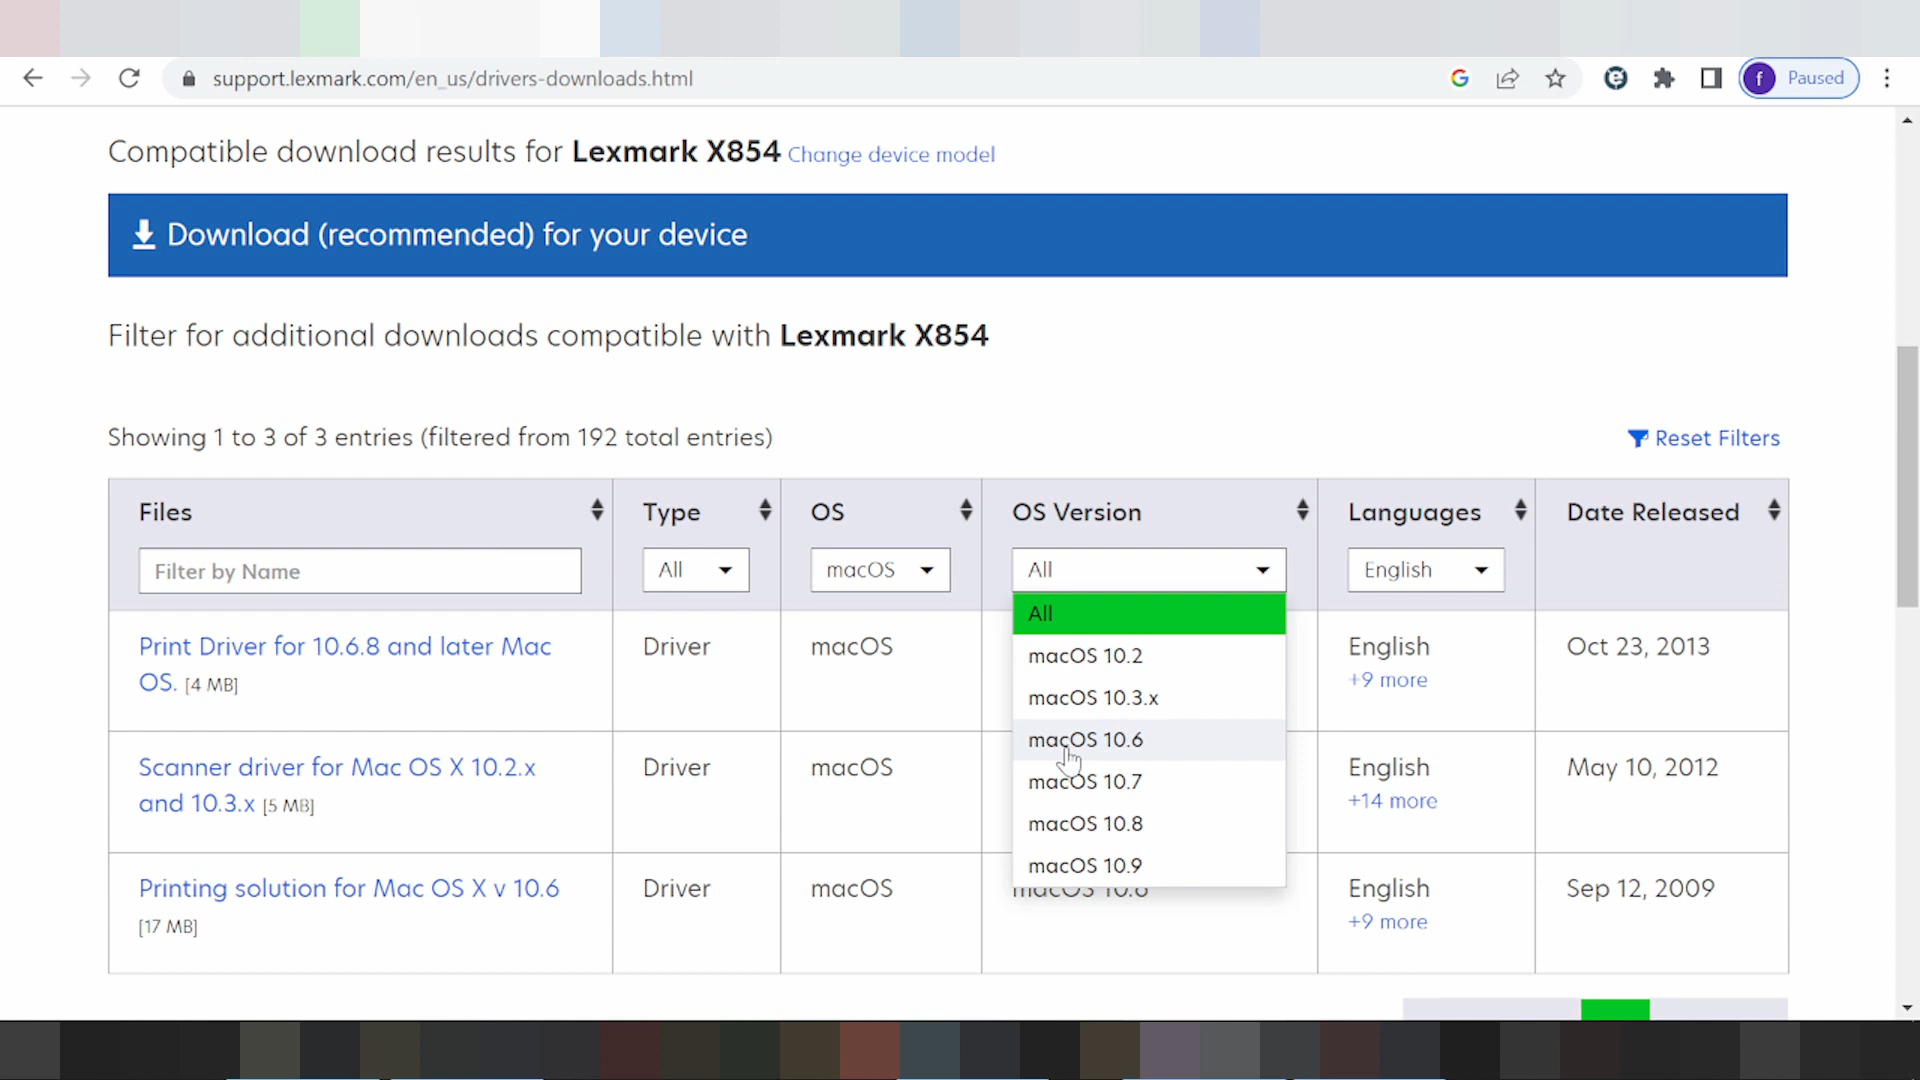 support.lexmark.com/en_us/drivers-downloads.html
f Paused
Compatible download results for Lexmark X854 Change device model
Download (recommended) for your device
Filter for additional downloads compatible with Lexmark X854
Showing 1 to 3 of 3 entries (filtered from 192 total entries)
Reset Filters
Files Type OS OS Version Languages Date Released
Filter by Name All macOS All English
All
macOS 10.2
macOS 10.3.x
macOS 10.6
macOS 10.7
macOS 10.8
macOS 10.9
Print Driver for 10.6.8 and later Mac
OS. [4 MB]
Driver
macOS
English
+9 more
Oct 23, 2013
Scanner driver for Mac OS X 10.2.x
and 10.3.x [5 MB]
Driver
macOS
English
+14 more
May 10, 2012
Printing solution for Mac OS X v 10.6
[17 MB]
Driver
macOS
macOS 10.6
English
+9 more
Sep 12, 2009